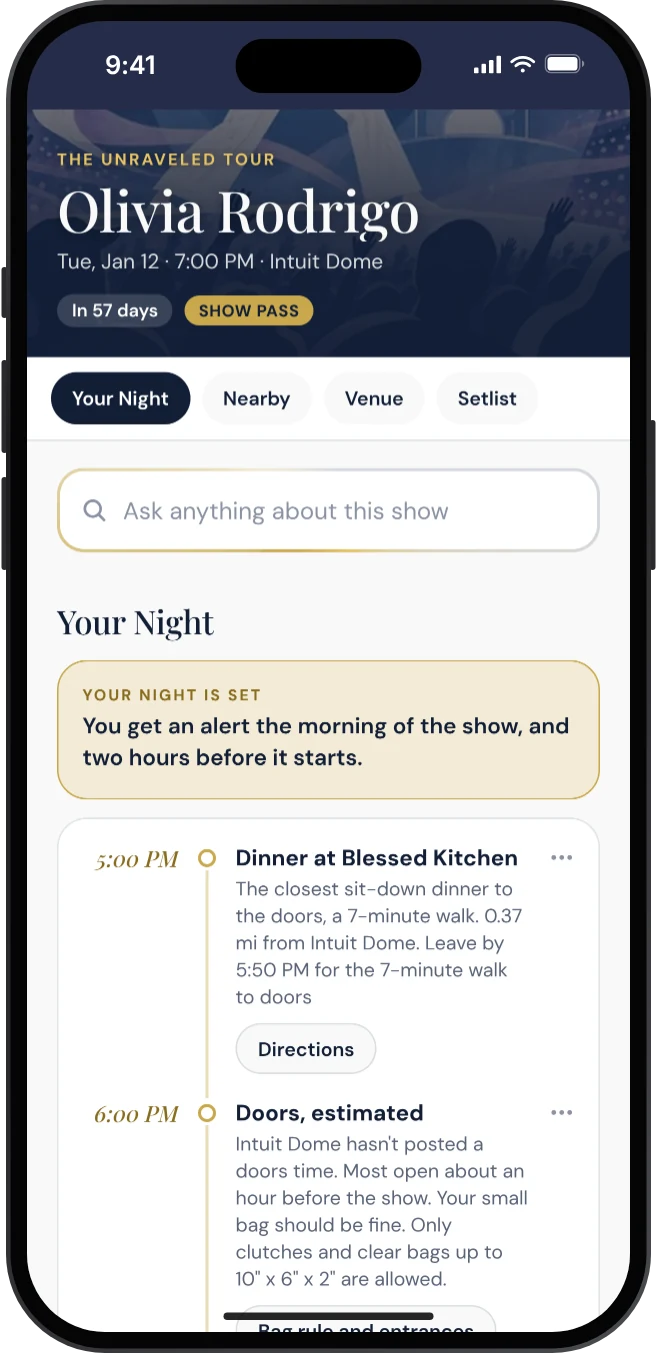 9:41
THE UNRAVELED TOUR
Olivia Rodrigo
Tue, Jan 12 · 7:00 PM · Intuit Dome
In 57 days
SHOW PASS
Your Night
Nearby
Venue
Setlist
Ask anything about this show
Your Night
YOUR NIGHT IS SET
You get an alert the morning of the show, and
two hours before it starts.
5:00 PM
Dinner at Blessed Kitchen
The closest sit-down dinner to
the doors, a 7-minute walk. 0.37
mi from Intuit Dome. Leave by
5:50 PM for the 7-minute walk
to doors
Directions
6:00 PM
Doors, estimated
Intuit Dome hasn't posted a
doors time. Most open about an
hour before the show. Your small
bag should be fine. Only
clutches and clear bags up to
10" x 6" x 2" are allowed.
Bag rule and entrances